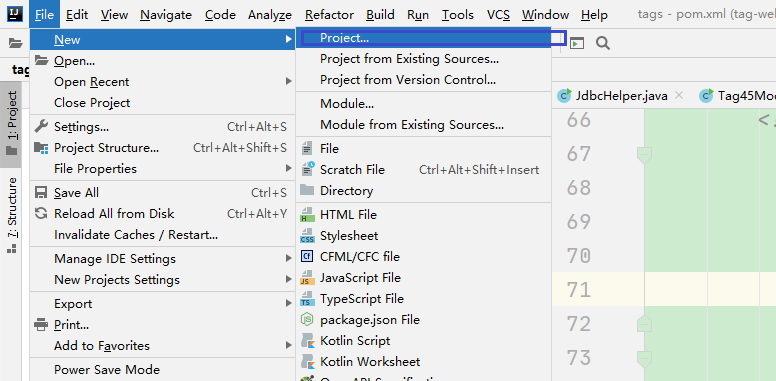 IJ File Edit View Navigate Code Analyze Refactor Build Run Tools VCS Window Help tags - pom.xml (tag-we
New
Open...
Open Recent
Close Project
Settings... Ctrl+Alt+S
Project Structure... Ctrl+Alt+Shift+S
File Properties
Save All Ctrl+S
Reload All from Disk Ctrl+Alt+Y
Invalidate Caches / Restart...
Manage IDE Settings
New Projects Settings
Export
Print...
Add to Favorites
Power Save Mode
Project...
Project from Existing Sources...
Project from Version Control...
Module...
Module from Existing Sources...
File
Scratch File Ctrl+Alt+Shift+Insert
Directory
HTML File
Stylesheet
CFML/CFC file
JavaScript File
TypeScript File
package.json File
Kotlin Script
Kotlin Worksheet
tag
1: Project
7: Structure
JdbcHelper.java Tag45Mo
66 <
67
68
69
70
71
72
73